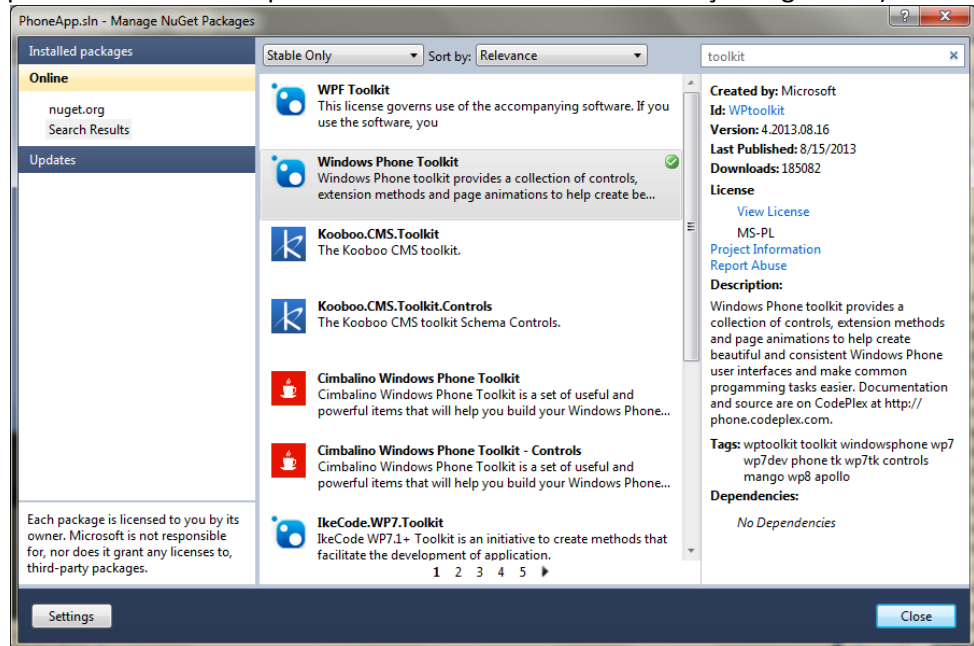 PhoneApp.sln - Manage NuGet Packages
Installed packages
Online
nuget.org
Search Results
Updates
Each package is licensed to you by its
owner. Microsoft is not responsible
for, nor does it grant any licenses to,
third-party packages.
Stable Only
Sort by: Relevance
WPF Toolkit
This license governs use of the accompanying software. If you
use the software, you
Windows Phone Toolkit
Windows Phone toolkit provides a collection of controls,
extension methods and page animations to help create be...
Kooboo.CMS.Toolkit
The Kooboo CMS toolkit.
Kooboo.CMS.Toolkit.Controls
The Kooboo CMS toolkit Schema Controls.
Cimbalino Windows Phone Toolkit
Cimbalino Windows Phone Toolkit is a set of useful and
powerful items that will help you build your Windows Phone...
Cimbalino Windows Phone Toolkit - Controls
Cimbalino Windows Phone Toolkit is a set of useful and
powerful items that will help you build your Windows Phone...
IkeCode.WP7.Toolkit
IkeCode WP7.1+ Toolkit is an initiative to create methods that
facilitate the development of application.
1 2 3 4 5
toolkit
Created by: Microsoft
Id: WPtoolkit
Version: 4.2013.08.16
Last Published: 8/15/2013
Downloads: 185082
License
View License
MS-PL
Project Information
Report Abuse
Description:
Windows Phone toolkit provides a
collection of controls, extension methods
and page animations to help create
beautiful and consistent Windows Phone
user interfaces and make common
progamming tasks easier. Documentation
and source are on CodePlex at http://
phone.codeplex.com.
Tags: wptoolkit toolkit windowsphone wp7
wp7dev phone tk wp7tk controls
mango wp8 apollo
Dependencies:
No Dependencies
Settings
Close